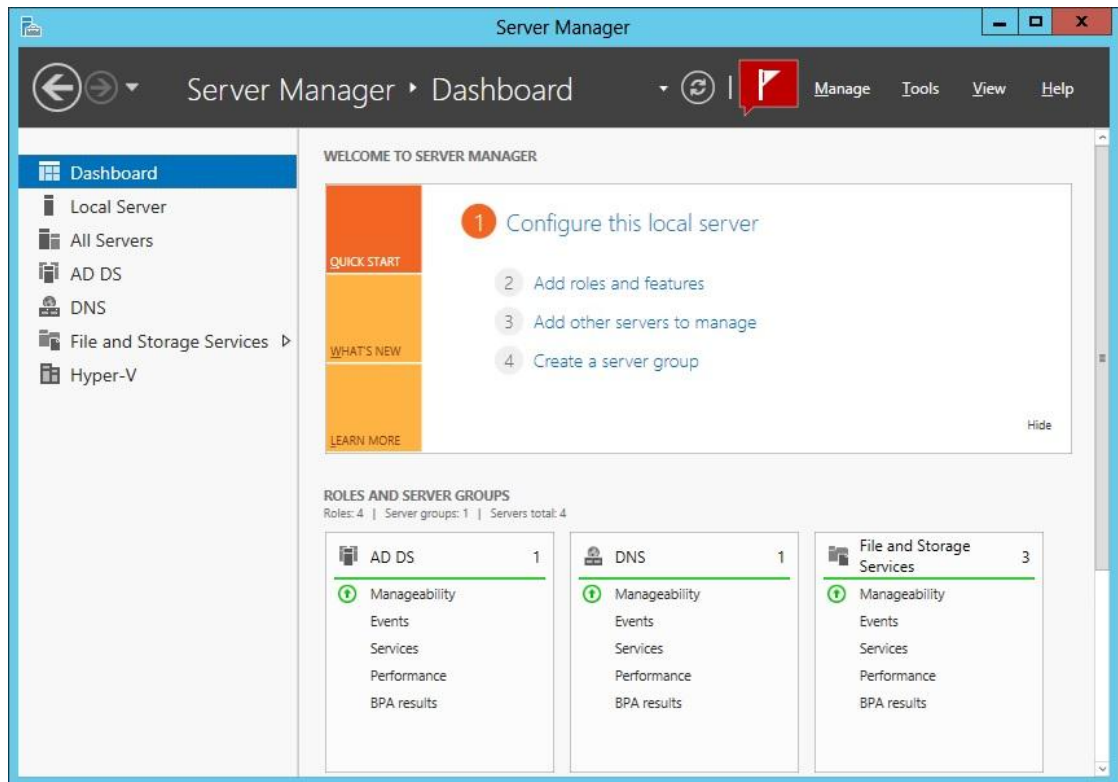 Server Manager
Server Manager Dashboard
Manage Tools View Help
Dashboard
Local Server
All Servers
AD DS
DNS
File and Storage Services
Hyper-V
WELCOME TO SERVER MANAGER
QUICK START
WHAT'S NEW
LEARN MORE
1 Configure this local server
2 Add roles and features
3 Add other servers to manage
4 Create a server group
Hide
ROLES AND SERVER GROUPS
Roles: 4 | Server groups: 1 | Servers total: 4
AD DS 1
Manageability
Events
Services
Performance
BPA results
DNS 1
Manageability
Events
Services
Performance
BPA results
File and Storage
Services 3
Manageability
Events
Services
Performance
BPA results